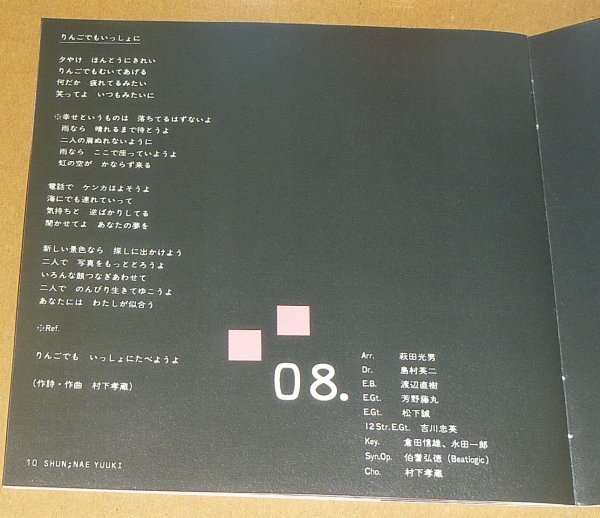 りんごでもいっしょに
夕やけ　ほんとうにきれい
りんごでもむいてあげる
何だか　疲れてるみたい
笑ってよ　いつもみたいに
※幸せというものは　落ちてるはずないよ
雨なら　晴れるまで待とうよ
二人の肩ぬれないように
雨なら　ここで座っていようよ
虹の空が　かならず来る
電話で　ケンカはよそうよ
海にでも連れていって
気持ちと　逆ばかりしてる
聞かせてよ　あなたの夢を
新しい景色なら　探しに出かけよう
二人で　写真をもっととろうよ
いろんな顔つなぎあわせて
二人で　のんびり生きてゆこうよ
あなたには　わたしが似合う
※Ref.
りんごでも　いっしょにたべようよ
(作詩・作曲　村下孝蔵)
08.
Arr.　萩田光男
Dr.　島村英二
E.B.　渡辺直樹
E.Gt.　芳野藤丸
E.Gt.　松下誠
12Str.E.Gt.　吉川忠英
Key.　倉田信雄、永田一郎
Syn.Op.　伯耆弘徳 (Beatlogic)
Cho.　村下孝蔵
10 SHUN;NAE YUUKI